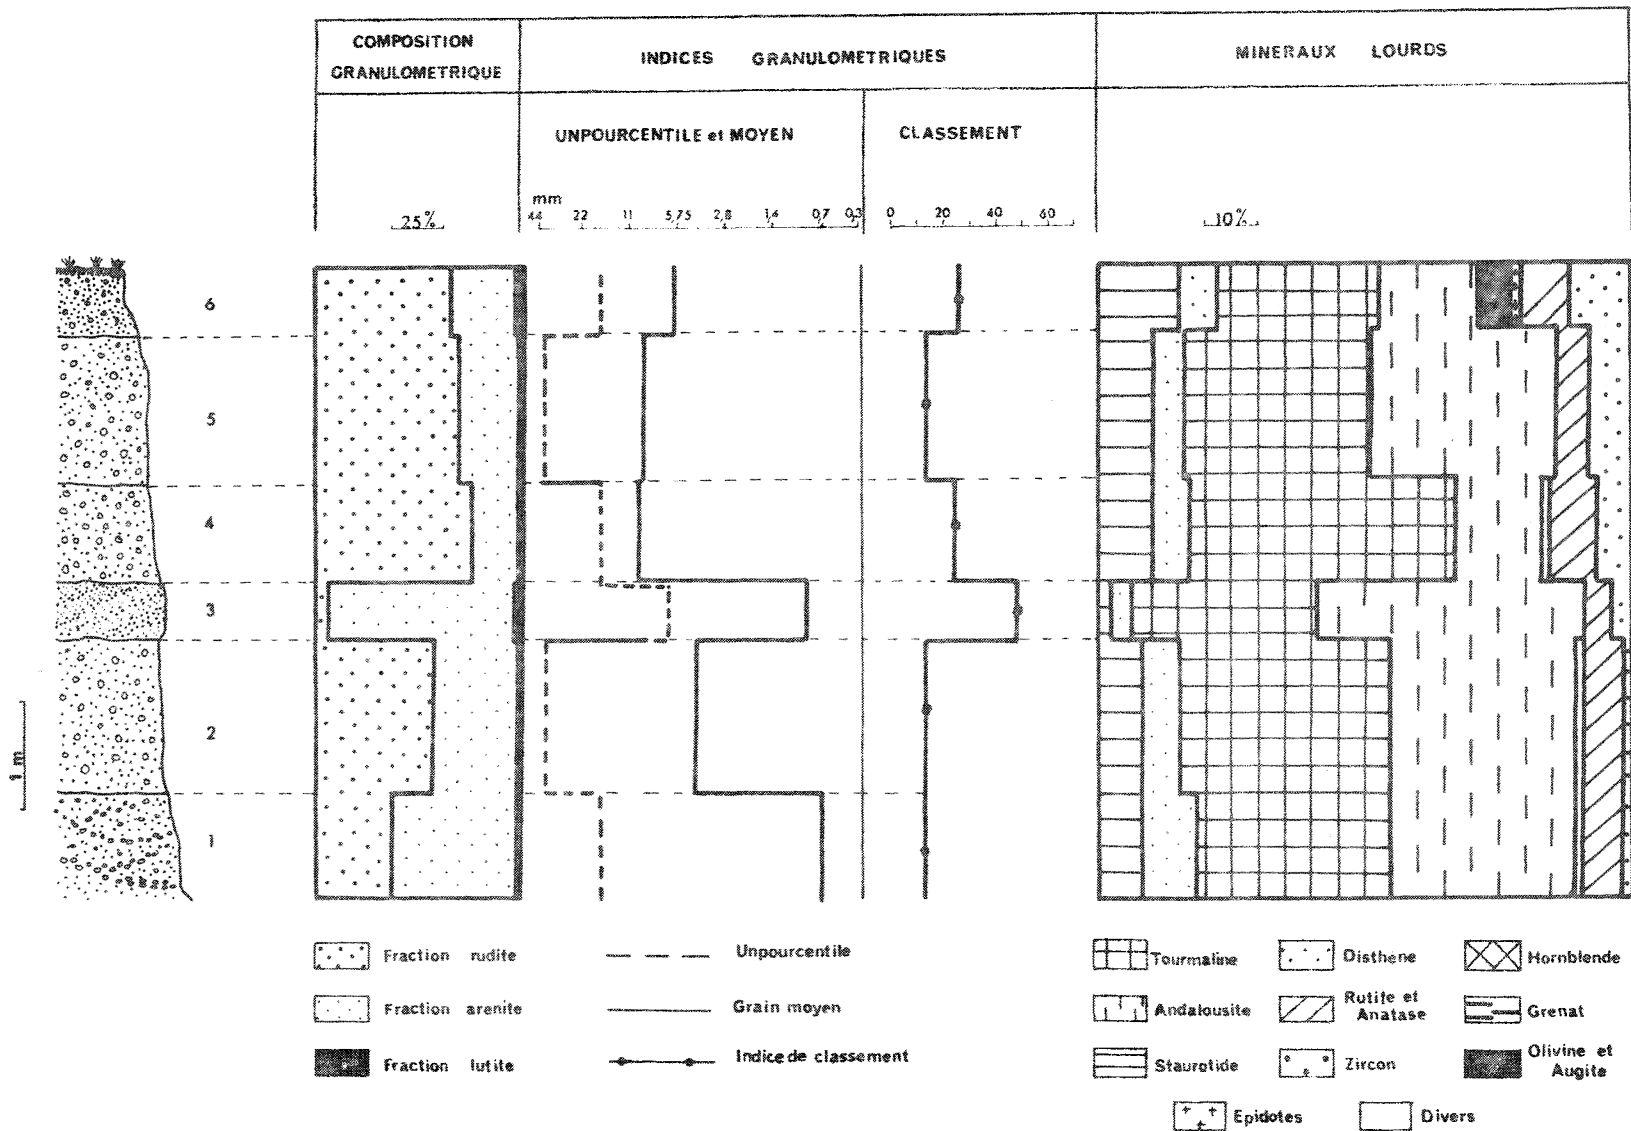 COMPOSITION
GRANULOMETRIQUE
INDICES GRANULOMETRIQUES
MINERAUX LOURDS
UNPOURCENTILE et MOYEN
CLASSEMENT
25%
mm
44 22 11 5,75 2,8 1,4 0,7 0,3
0 20 40 60
10%
6
5
4
3
2
1
1 m
Fraction rudite
Fraction arenite
Fraction lutite
Unpourcentile
Grain moyen
Indice de classement
Tourmaline
Andalousite
Staurotide
Disthene
Rutile et
Anatase
Zircon
Hornblende
Grenat
Olivine et
Augite
Epidotes
Divers